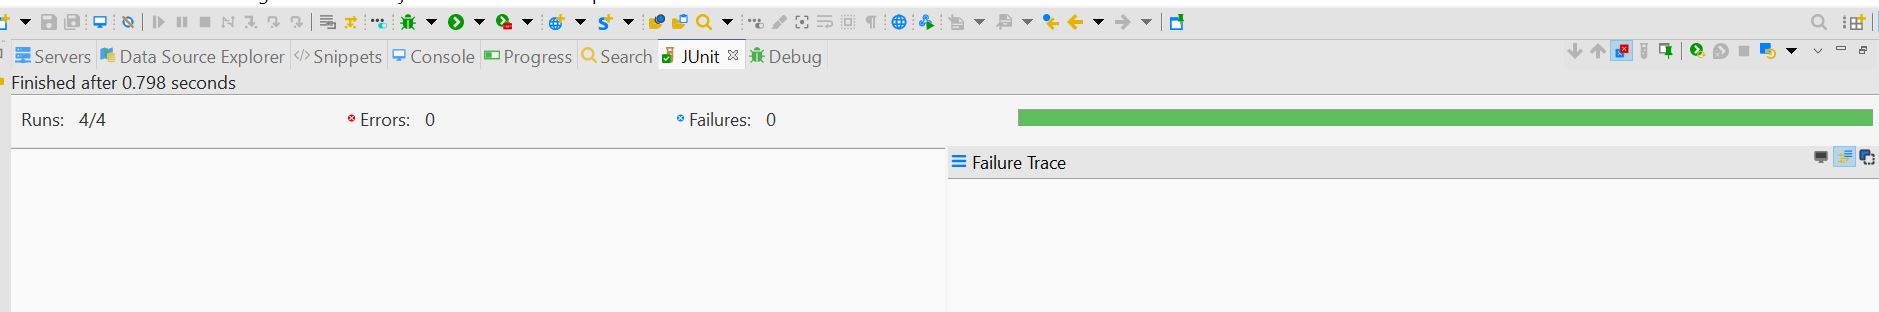 Servers Data Source Explorer Snippets Console Progress Search JUnit Debug
Finished after 0.798 seconds
Runs: 4/4 Errors: 0 Failures: 0
Failure Trace